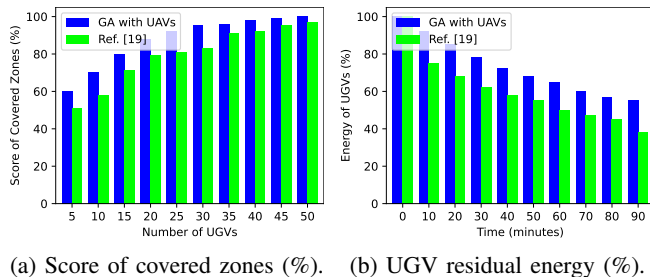 GA with UAVs
Ref. [19]
Score of Covered Zones (%)
100
80
60
40
20
0
5 10 15 20 25 30 35 40 45 50
Number of UGVs
(a) Score of covered zones (%).
GA with UAVs
Ref. [19]
Energy of UGVs (%)
100
80
60
40
20
0
0 10 20 30 40 50 60 70 80 90
Time (minutes)
(b) UGV residual energy (%).